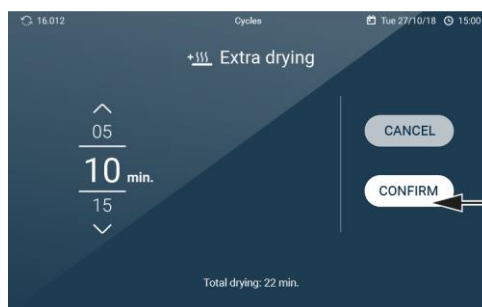 16.012 Cycles Tue 27/10/18 15:00
+ Extra drying
05
10 min.
15
CANCEL
CONFIRM
Total drying: 22 min.